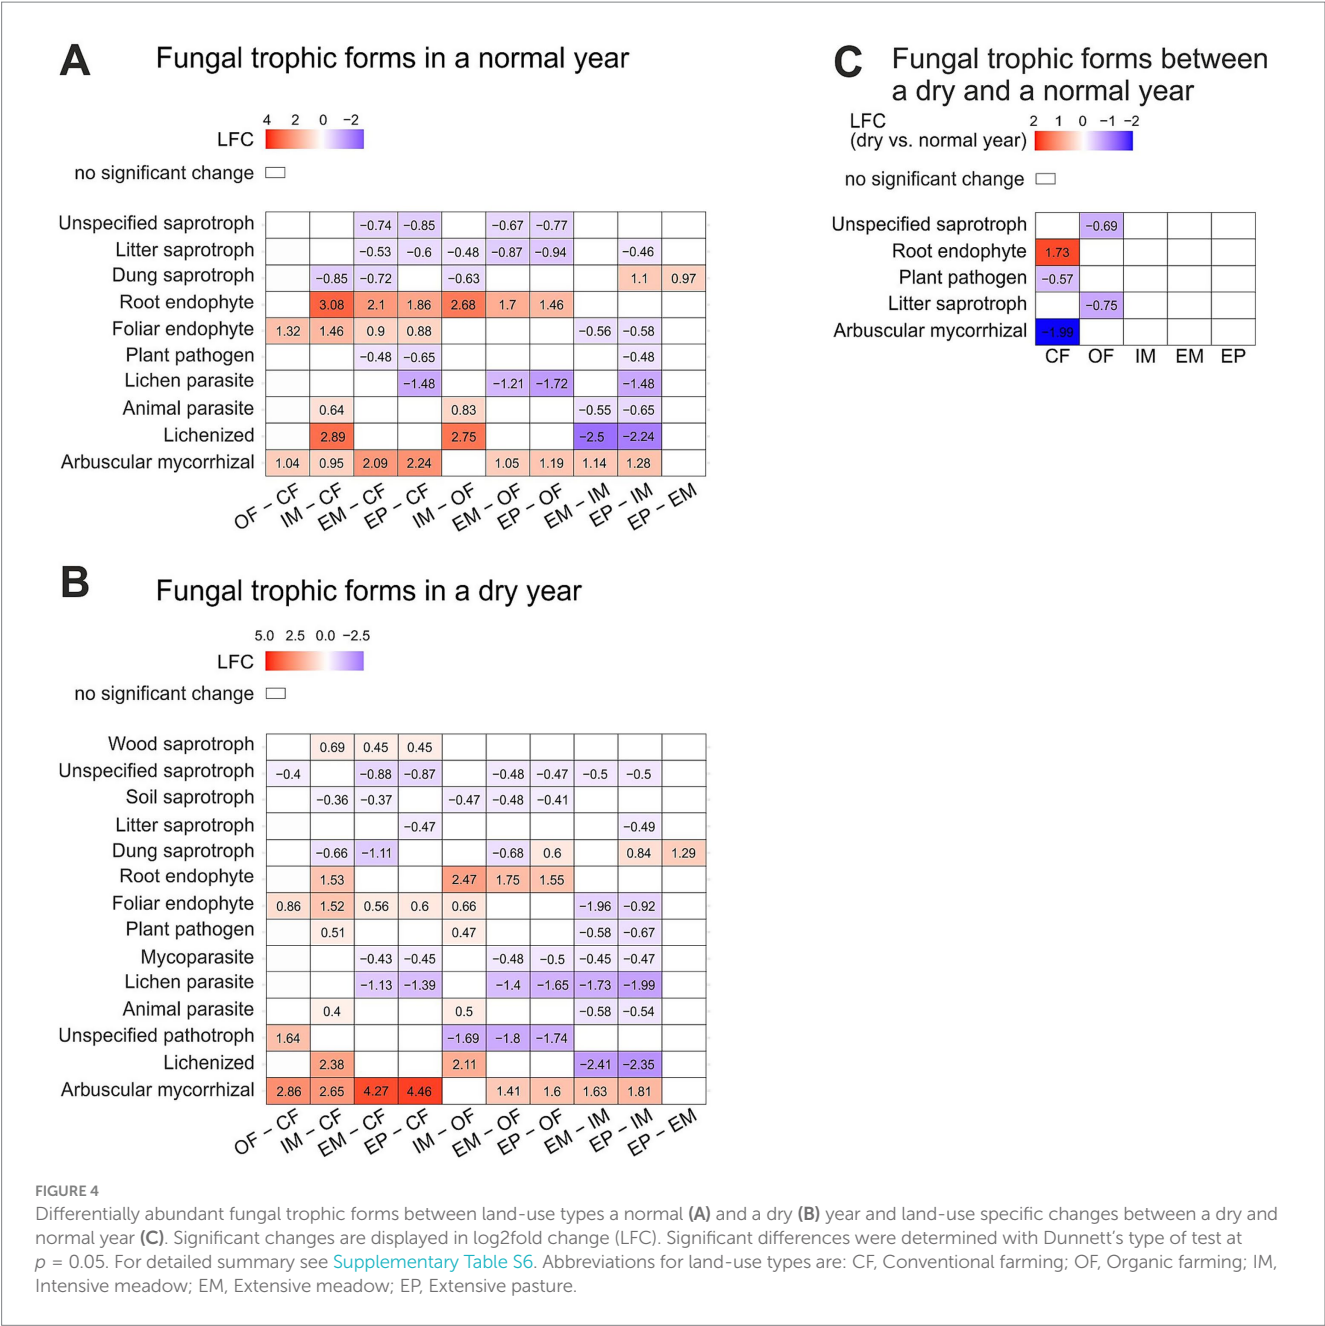 A Fungal trophic forms in a normal year
4 2 0 −2
LFC
no significant change
Unspecified saprotroph −0.74 −0.85 −0.67 −0.77
Litter saprotroph −0.53 −0.6 −0.48 −0.87 −0.94 −0.46
Dung saprotroph −0.85 −0.72 −0.63 1.1 0.97
Root endophyte 3.08 2.1 1.86 2.68 1.7 1.46
Foliar endophyte 1.32 1.46 0.9 0.88 −0.56 −0.58
Plant pathogen −0.48 −0.65 −0.48
Lichen parasite −1.48 −1.21 −1.72 −1.48
Animal parasite 0.64 0.83 −0.55 −0.65
Lichenized 2.89 2.75 −2.5 −2.24
Arbuscular mycorrhizal 1.04 0.95 2.09 2.24 1.05 1.19 1.14 1.28
OF − CF IM − CF EM − CF EP − CF IM − OF EM − OF EP − OF EM − IM EP − IM EP − EM
C Fungal trophic forms between
a dry and a normal year
LFC 2 1 0 −1 −2
(dry vs. normal year)
no significant change
Unspecified saprotroph −0.69
Root endophyte 1.73
Plant pathogen −0.57
Litter saprotroph −0.75
Arbuscular mycorrhizal −1.99
CF OF IM EM EP
B Fungal trophic forms in a dry year
5.0 2.5 0.0 −2.5
LFC
no significant change
Wood saprotroph 0.69 0.45 0.45
Unspecified saprotroph −0.4 −0.88 −0.87 −0.48 −0.47 −0.5 −0.5
Soil saprotroph −0.36 −0.37 −0.47 −0.48 −0.41
Litter saprotroph −0.47 −0.49
Dung saprotroph −0.66 −1.11 −0.68 0.6 0.84 1.29
Root endophyte 1.53 2.47 1.75 1.55
Foliar endophyte 0.86 1.52 0.56 0.6 0.66 −1.96 −0.92
Plant pathogen 0.51 0.47 −0.58 −0.67
Mycoparasite −0.43 −0.45 −0.48 −0.5 −0.45 −0.47
Lichen parasite −1.13 −1.39 −1.4 −1.65 −1.73 −1.99
Animal parasite 0.4 0.5 −0.58 −0.54
Unspecified pathotroph 1.64 −1.69 −1.8 −1.74
Lichenized 2.38 2.11 −2.41 −2.35
Arbuscular mycorrhizal 2.86 2.65 4.27 4.46 1.41 1.6 1.63 1.81
OF − CF IM − CF EM − CF EP − CF IM − OF EM − OF EP − OF EM − IM EP − IM EP − EM
FIGURE 4
Differentially abundant fungal trophic forms between land-use types a normal (A) and a dry (B) year and land-use specific changes between a dry and
normal year (C). Significant changes are displayed in log2fold change (LFC). Significant differences were determined with Dunnett’s type of test at
p = 0.05. For detailed summary see Supplementary Table S6. Abbreviations for land-use types are: CF, Conventional farming; OF, Organic farming; IM,
Intensive meadow; EM, Extensive meadow; EP, Extensive pasture.